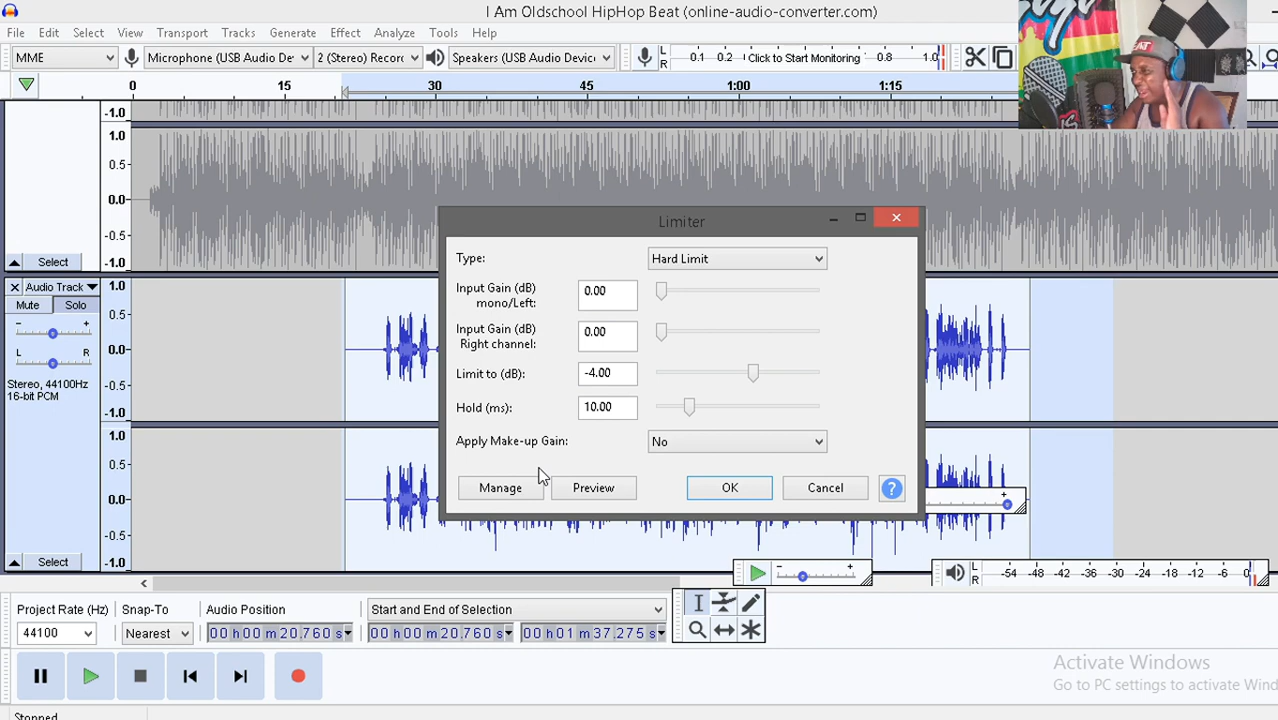 I Am Oldschool HipHop Beat (online-audio-converter.com)
File Edit Select View Transport Tracks Generate Effect Analyze Tools Help
MME Microphone (USB Audio De 2 (Stereo) Recor Speakers (USB Audio Device L R 0.1 0.2 Click to Start Monitoring 0.8 1.0
0 15 30 45 1:00 1:15
-1.0
1.0
0.5
0.0
-0.5
-1.0
Select
Audio Track
Mute Solo
- +
L R
Stereo, 44100Hz
16-bit PCM
1.0
0.5
0.0
-0.5
-1.0
1.0
0.5
0.0
-0.5
-1.0
Select
Limiter
Type: Hard Limit
Input Gain (dB)
mono/Left: 0.00
Input Gain (dB)
Right channel: 0.00
Limit to (dB): -4.00
Hold (ms): 10.00
Apply Make-up Gain: No
Manage Preview OK Cancel ?
+
- +
L R -54 -48 -42 -36 -30 -24 -18 -12 -6 0
Project Rate (Hz) Snap-To Audio Position Start and End of Selection
44100 Nearest 00 h 00 m 20.760 s 00 h 00 m 20.760 s 00 h 01 m 37.275 s
Activate Windows
Go to PC settings to activate Wind
Stopped.